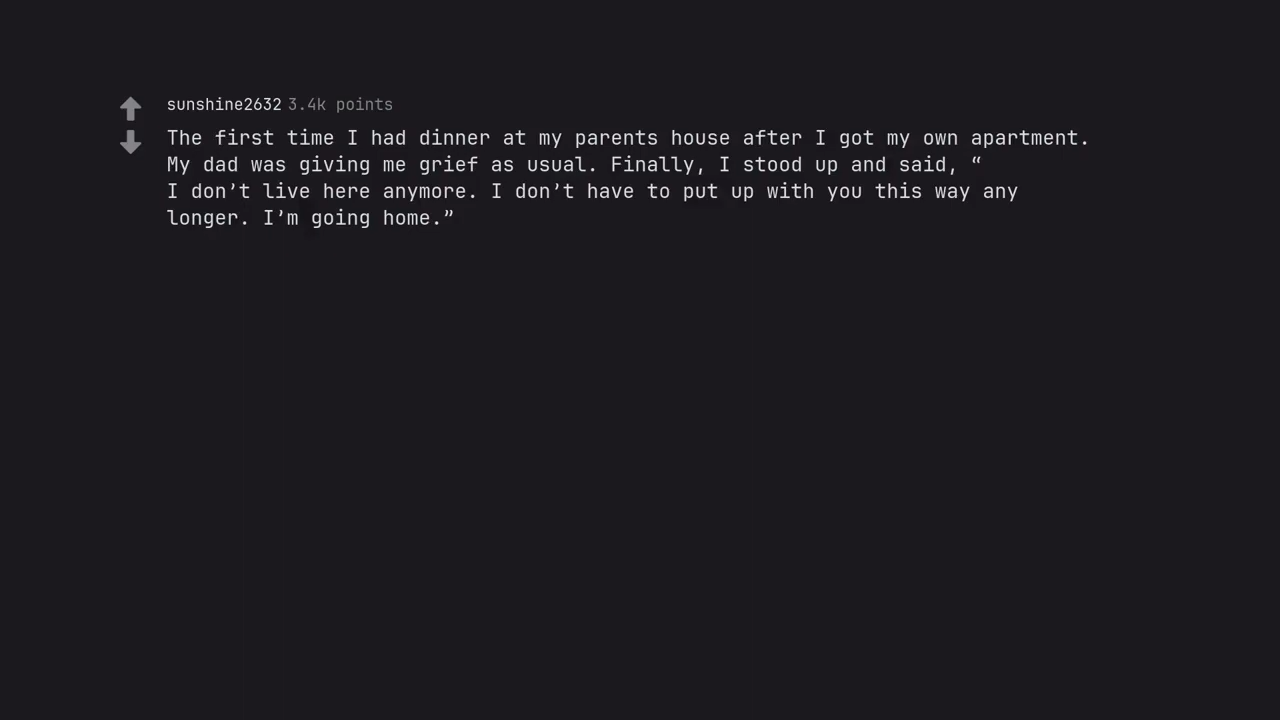 sunshine2632 3.4k points
The first time I had dinner at my parents house after I got my own apartment.
My dad was giving me grief as usual. Finally, I stood up and said, “
I don’t live here anymore. I don’t have to put up with you this way any
longer. I’m going home.”